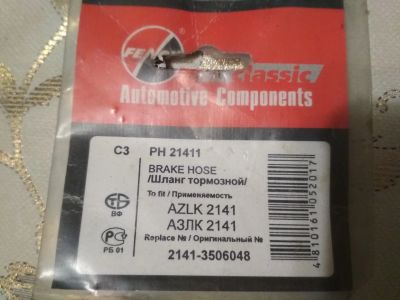 FEN
classic
Automotive Components
C3 PH 21411
BRAKE HOSE
/Шланг тормозной/
To fit / Применяемость
AZLK 2141
АЗЛК 2141
Replace № / Оригинальный №
2141-3506048
ВФ
РБ 01
4810161052017